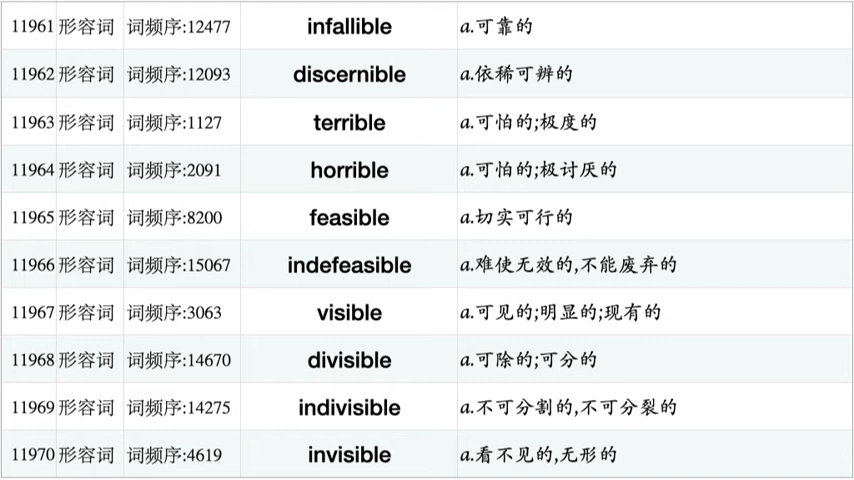 11961 形容词 词频序:12477 infallible a.可靠的
11962 形容词 词频序:12093 discernible a.依稀可辨的
11963 形容词 词频序:1127 terrible a.可怕的;极度的
11964 形容词 词频序:2091 horrible a.可怕的;极讨厌的
11965 形容词 词频序:8200 feasible a.切实可行的
11966 形容词 词频序:15067 indefeasible a.难使无效的,不能废弃的
11967 形容词 词频序:3063 visible a.可见的;明显的;现有的
11968 形容词 词频序:14670 divisible a.可除的;可分的
11969 形容词 词频序:14275 indivisible a.不可分割的,不可分裂的
11970 形容词 词频序:4619 invisible a.看不见的,无形的